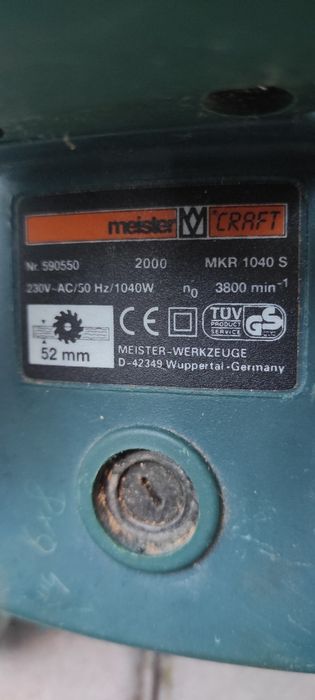 meister CRAFT
Nr. 590550 2000 MKR 1040 S
230V~AC/50 Hz/1040W n0 3800 min-1
52 mm
CE TÜV PRODUCT SERVICE GS
MEISTER-WERKZEUGE
D-42349 Wuppertal-Germany